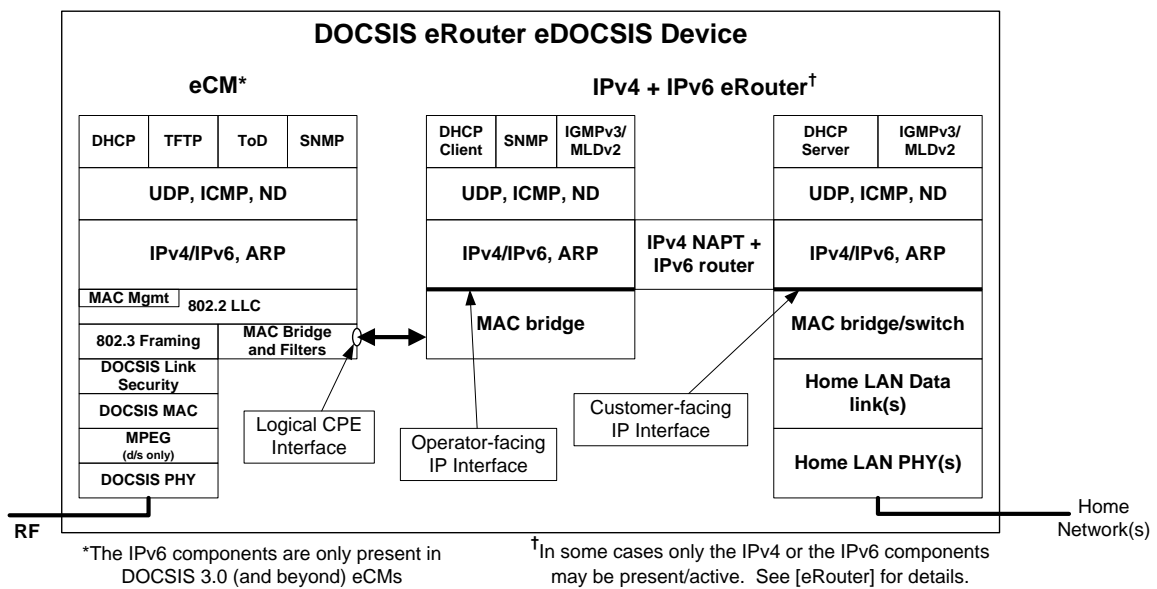 DOCSIS eRouter eDOCSIS Device
eCM*
IPv4 + IPv6 eRouter†
DHCP
TFTP
ToD
SNMP
UDP, ICMP, ND
IPv4/IPv6, ARP
MAC Mgmt
802.2 LLC
802.3 Framing
MAC Bridge
and Filters
DOCSIS Link
Security
DOCSIS MAC
MPEG
(d/s only)
DOCSIS PHY
RF
Logical CPE
Interface
DHCP
Client
SNMP
IGMPv3/
MLDv2
UDP, ICMP, ND
IPv4/IPv6, ARP
MAC bridge
Operator-facing
IP Interface
IPv4 NAPT +
IPv6 router
Customer-facing
IP Interface
DHCP
Server
IGMPv3/
MLDv2
UDP, ICMP, ND
IPv4/IPv6, ARP
MAC bridge/switch
Home LAN Data
link(s)
Home LAN PHY(s)
Home
Network(s)
*The IPv6 components are only present in
DOCSIS 3.0 (and beyond) eCMs
†In some cases only the IPv4 or the IPv6 components
may be present/active. See [eRouter] for details.